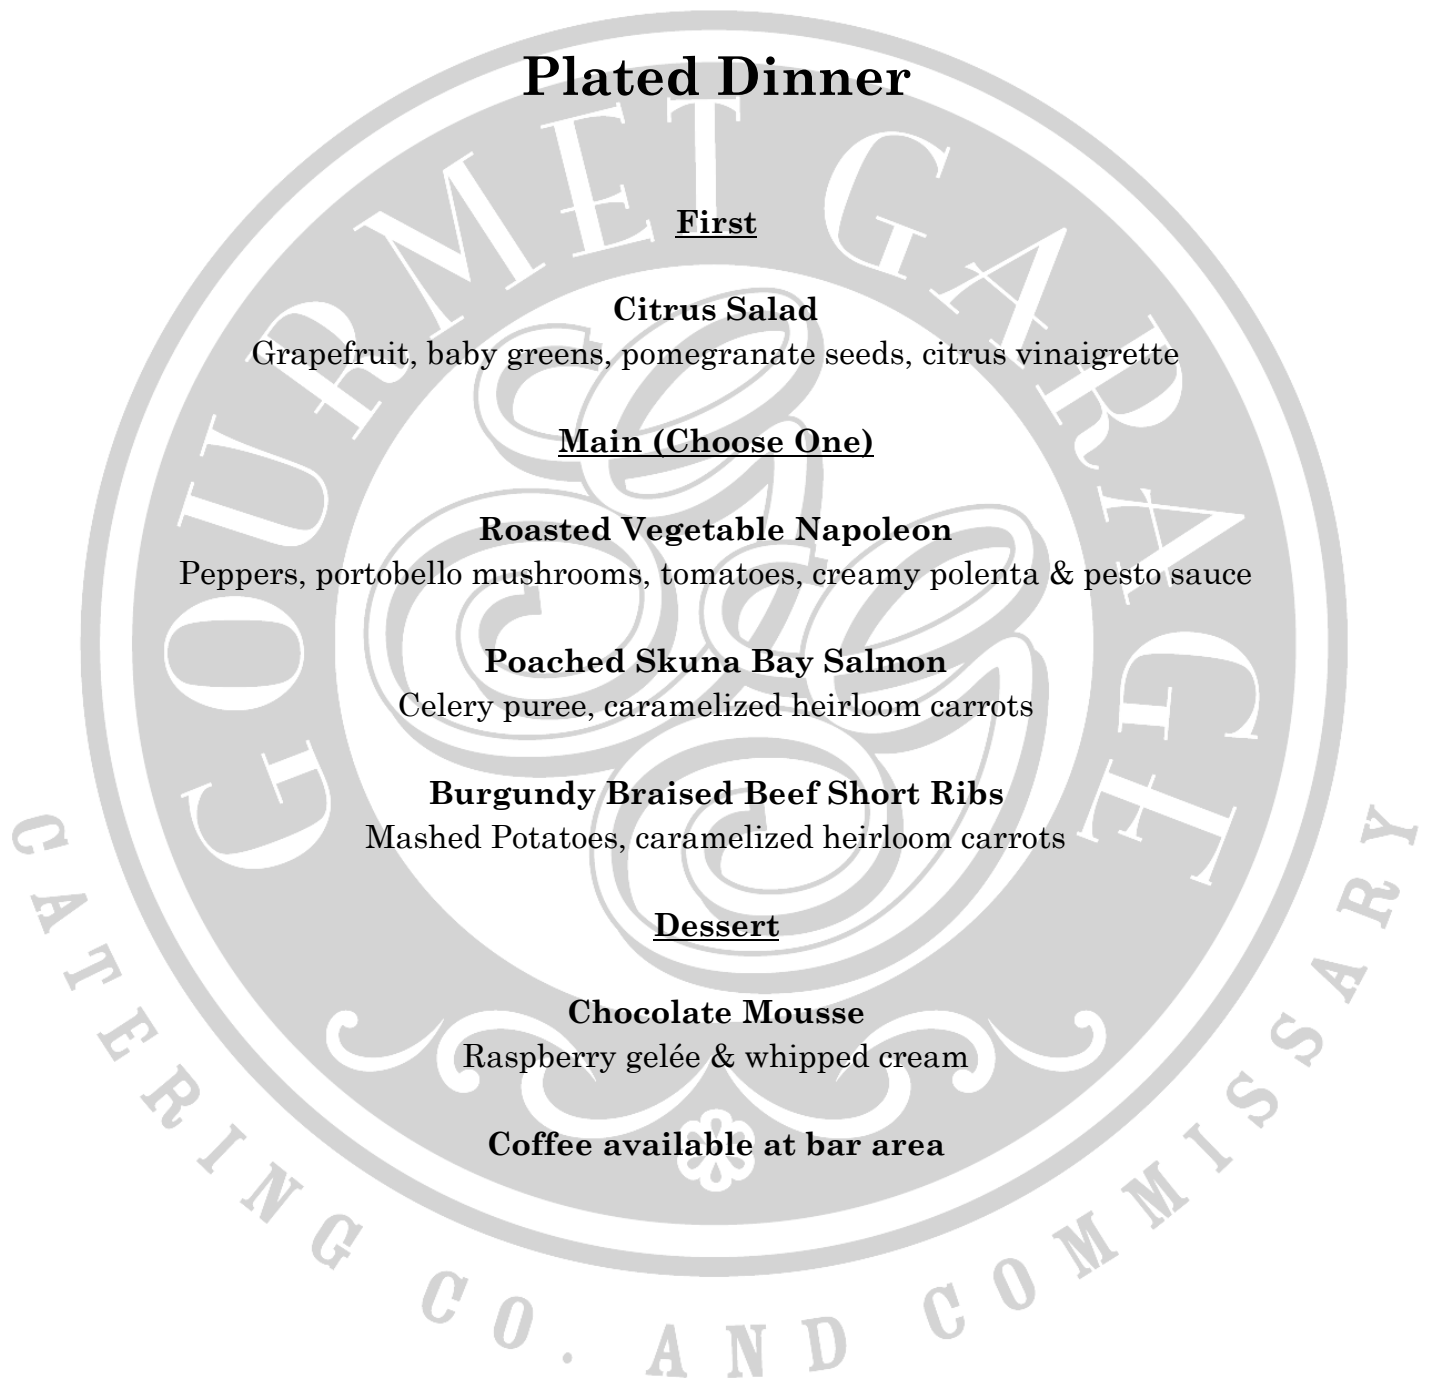 Plated Dinner
First
Citrus Salad
Grapefruit, baby greens, pomegranate seeds, citrus vinaigrette
Main (Choose One)
Roasted Vegetable Napoleon
Peppers, portobello mushrooms, tomatoes, creamy polenta & pesto sauce
Poached Skuna Bay Salmon
Celery puree, caramelized heirloom carrots
Burgundy Braised Beef Short Ribs
Mashed Potatoes, caramelized heirloom carrots
Dessert
Chocolate Mousse
Raspberry gelée & whipped cream
Coffee available at bar area
GOURMET GARAGE
GG
CATERING CO. AND COMMISSARY